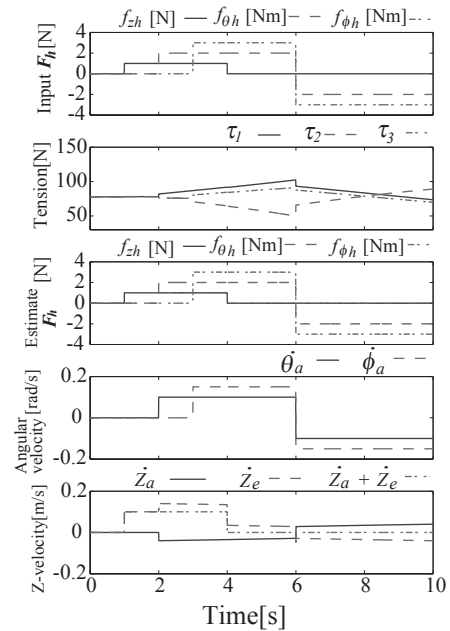 f_zh [N] — f_θh [Nm] – – f_ϕh [Nm] -·-
Input F_h[N]
4
2
0
-2
-4
τ_1 — τ_2 – – τ_3 -·-
Tension[N]
150
100
50
f_zh [N] — f_θh [Nm] – – f_ϕh [Nm] -·-
Estimate F_h [N]
4
2
0
-2
-4
θ̇_a — ϕ̇_a – –
Angular velocity [rad/s]
0.2
0
-0.2
Ż_a — Ż_e – – Ż_a + Ż_e -·-
Z-velocity[m/s]
0.2
0
-0.2
0 2 4 6 8 10
Time[s]